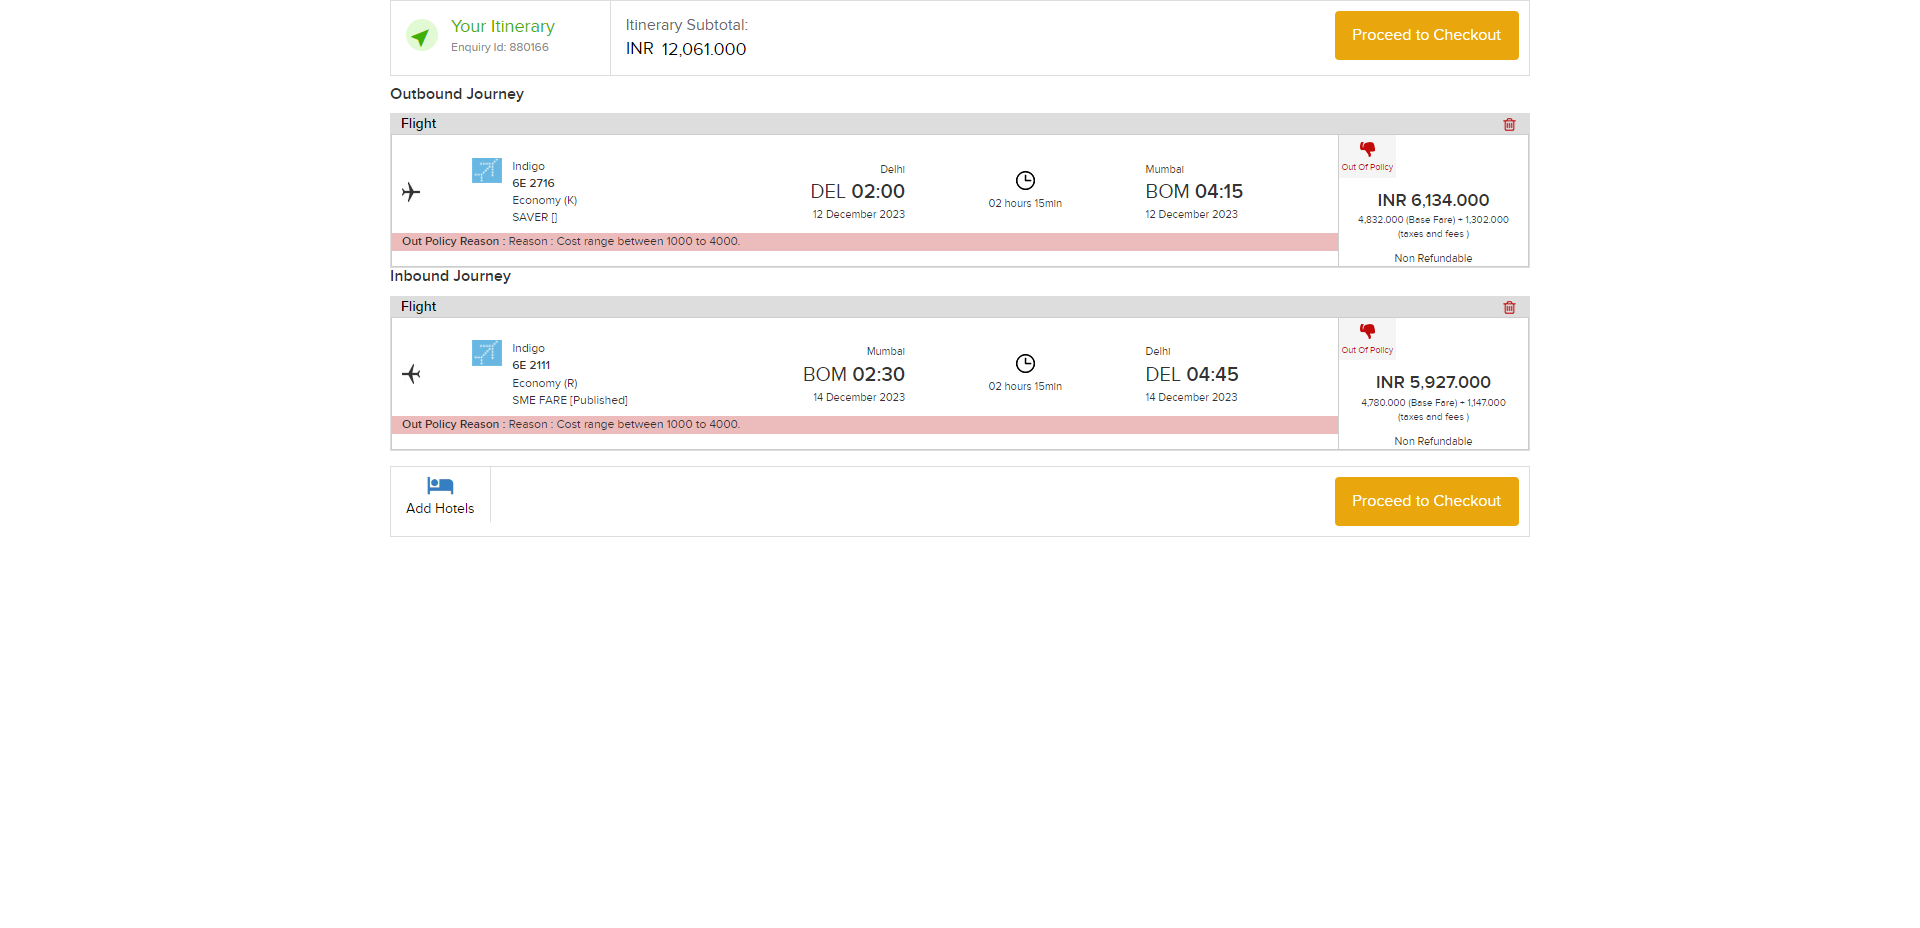 Your Itinerary
Enquiry Id: 880166
Itinerary Subtotal:
INR 12,061.000
Proceed to Checkout
Outbound Journey
Flight
Indigo
6E 2716
Economy (K)
SAVER []
Delhi
DEL 02:00
12 December 2023
02 hours 15min
Mumbai
BOM 04:15
12 December 2023
Out Of Policy
INR 6,134.000
4,832.000 (Base Fare) + 1,302.000
(taxes and fees )
Non Refundable
Out Policy Reason : Reason : Cost range between 1000 to 4000.
Inbound Journey
Flight
Indigo
6E 2111
Economy (R)
SME FARE [Published]
Mumbai
BOM 02:30
14 December 2023
02 hours 15min
Delhi
DEL 04:45
14 December 2023
Out Of Policy
INR 5,927.000
4,780.000 (Base Fare) + 1,147.000
(taxes and fees )
Non Refundable
Out Policy Reason : Reason : Cost range between 1000 to 4000.
Add Hotels
Proceed to Checkout